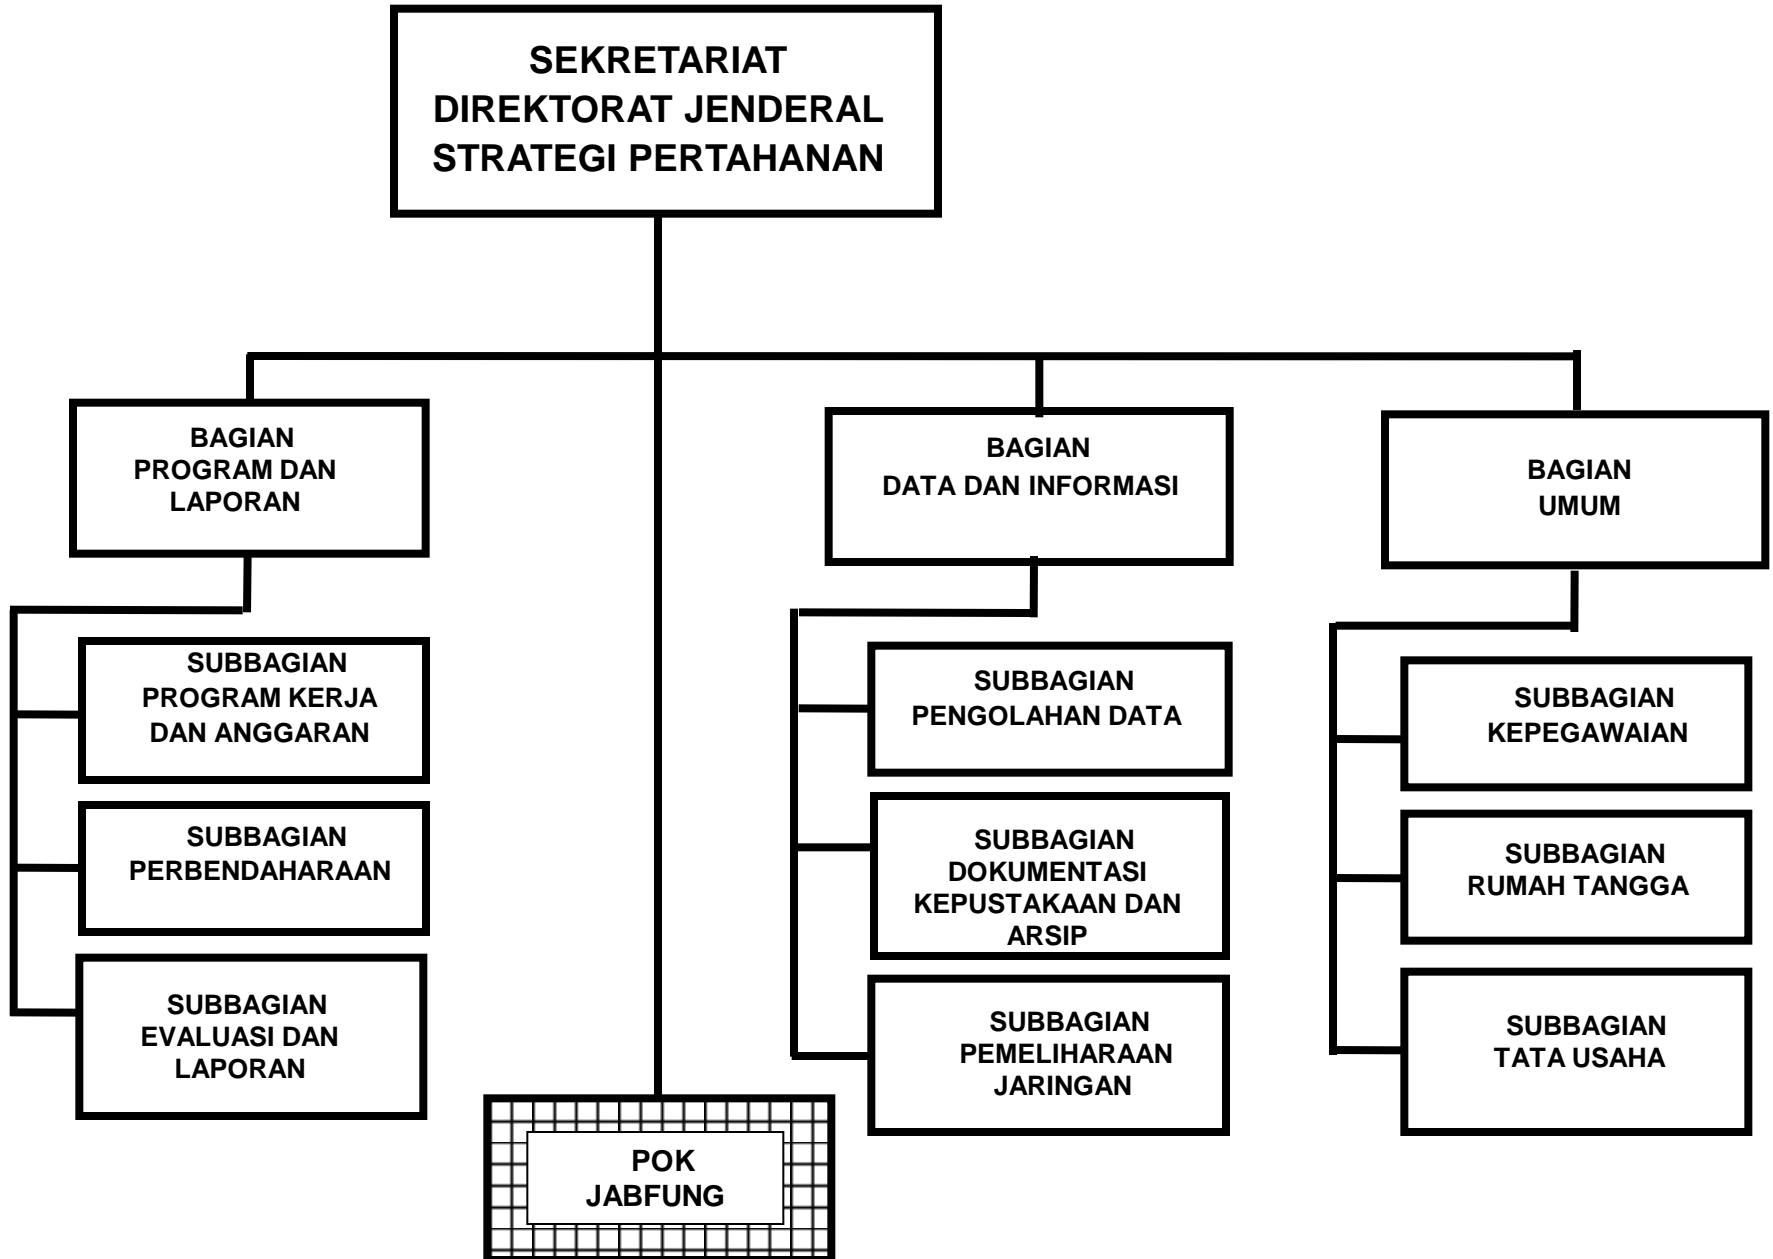 SEKRETARIAT
DIREKTORAT JENDERAL
STRATEGI PERTAHANAN
BAGIAN
PROGRAM DAN
LAPORAN
BAGIAN
DATA DAN INFORMASI
BAGIAN
UMUM
SUBBAGIAN
PROGRAM KERJA
DAN ANGGARAN
SUBBAGIAN
PERBENDAHARAAN
SUBBAGIAN
EVALUASI DAN
LAPORAN
SUBBAGIAN
PENGOLAHAN DATA
SUBBAGIAN
DOKUMENTASI
KEPUSTAKAAN DAN
ARSIP
SUBBAGIAN
PEMELIHARAAN
JARINGAN
SUBBAGIAN
KEPEGAWAIAN
SUBBAGIAN
RUMAH TANGGA
SUBBAGIAN
TATA USAHA
POK
JABFUNG